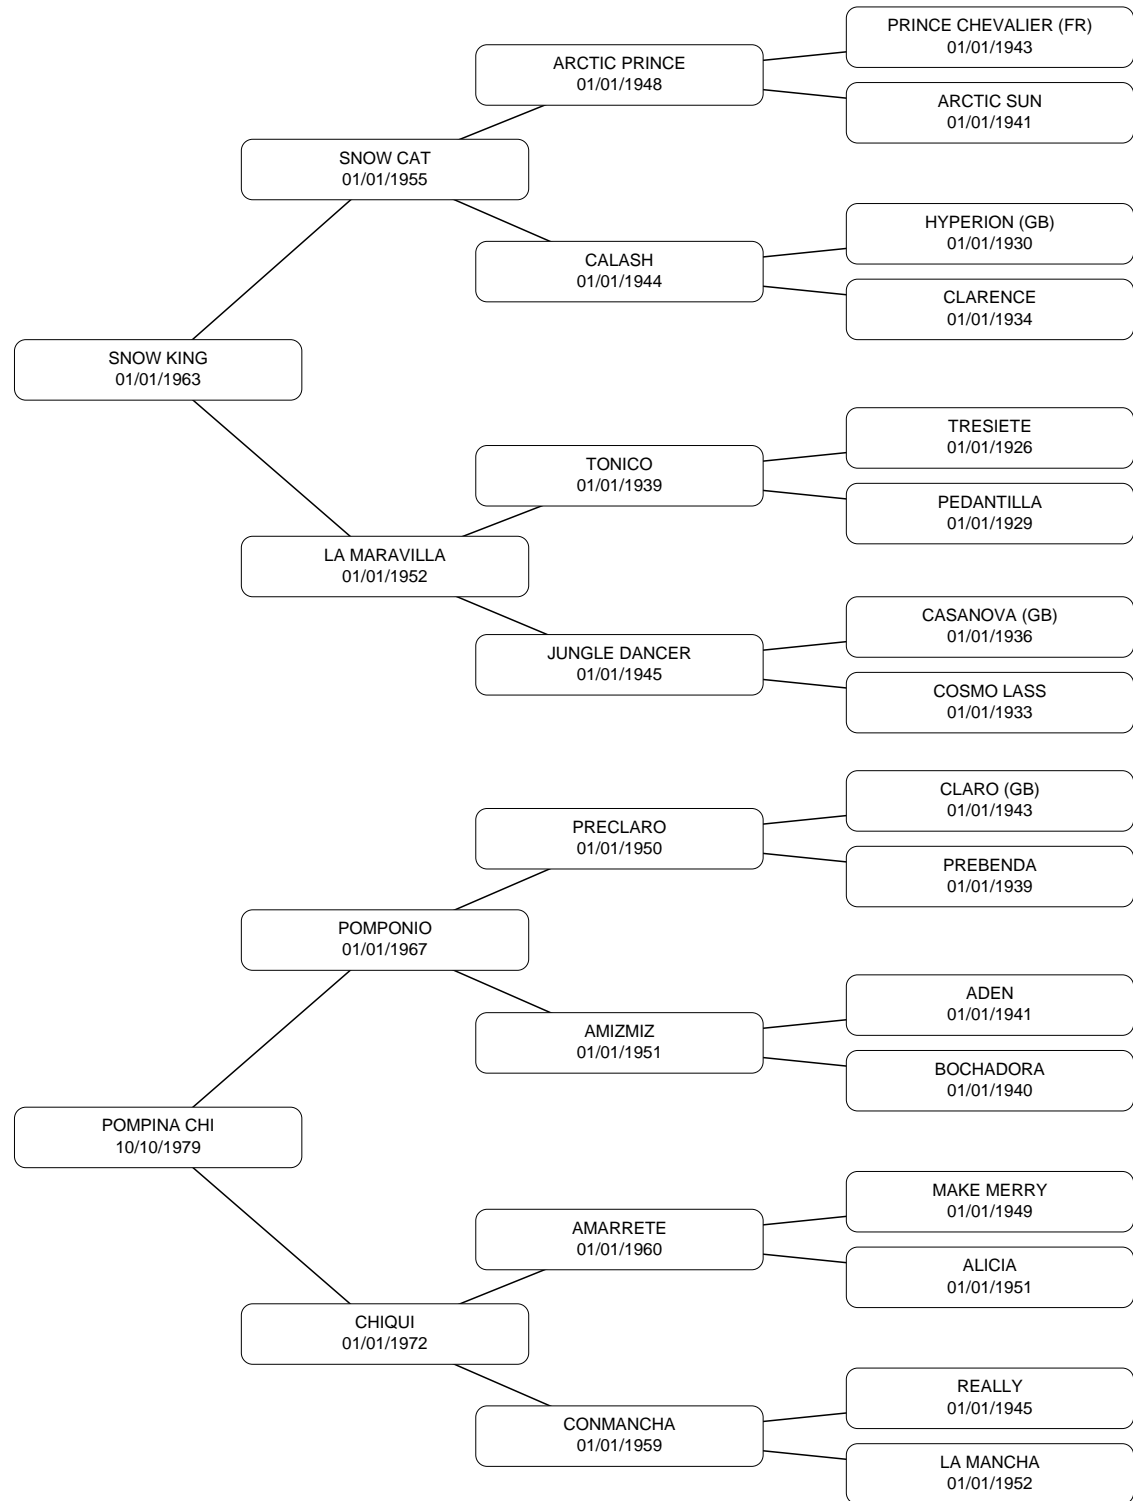 PRINCE CHEVALIER (FR)
01/01/1943
ARCTIC PRINCE
01/01/1948
ARCTIC SUN
01/01/1941
SNOW CAT
01/01/1955
HYPERION (GB)
01/01/1930
CALASH
01/01/1944
CLARENCE
01/01/1934
SNOW KING
01/01/1963
TRESIETE
01/01/1926
TONICO
01/01/1939
PEDANTILLA
01/01/1929
LA MARAVILLA
01/01/1952
CASANOVA (GB)
01/01/1936
JUNGLE DANCER
01/01/1945
COSMO LASS
01/01/1933
CLARO (GB)
01/01/1943
PRECLARO
01/01/1950
PREBENDA
01/01/1939
POMPONIO
01/01/1967
ADEN
01/01/1941
AMIZMIZ
01/01/1951
BOCHADORA
01/01/1940
POMPINA CHI
10/10/1979
MAKE MERRY
01/01/1949
AMARRETE
01/01/1960
ALICIA
01/01/1951
CHIQUI
01/01/1972
REALLY
01/01/1945
CONMANCHA
01/01/1959
LA MANCHA
01/01/1952